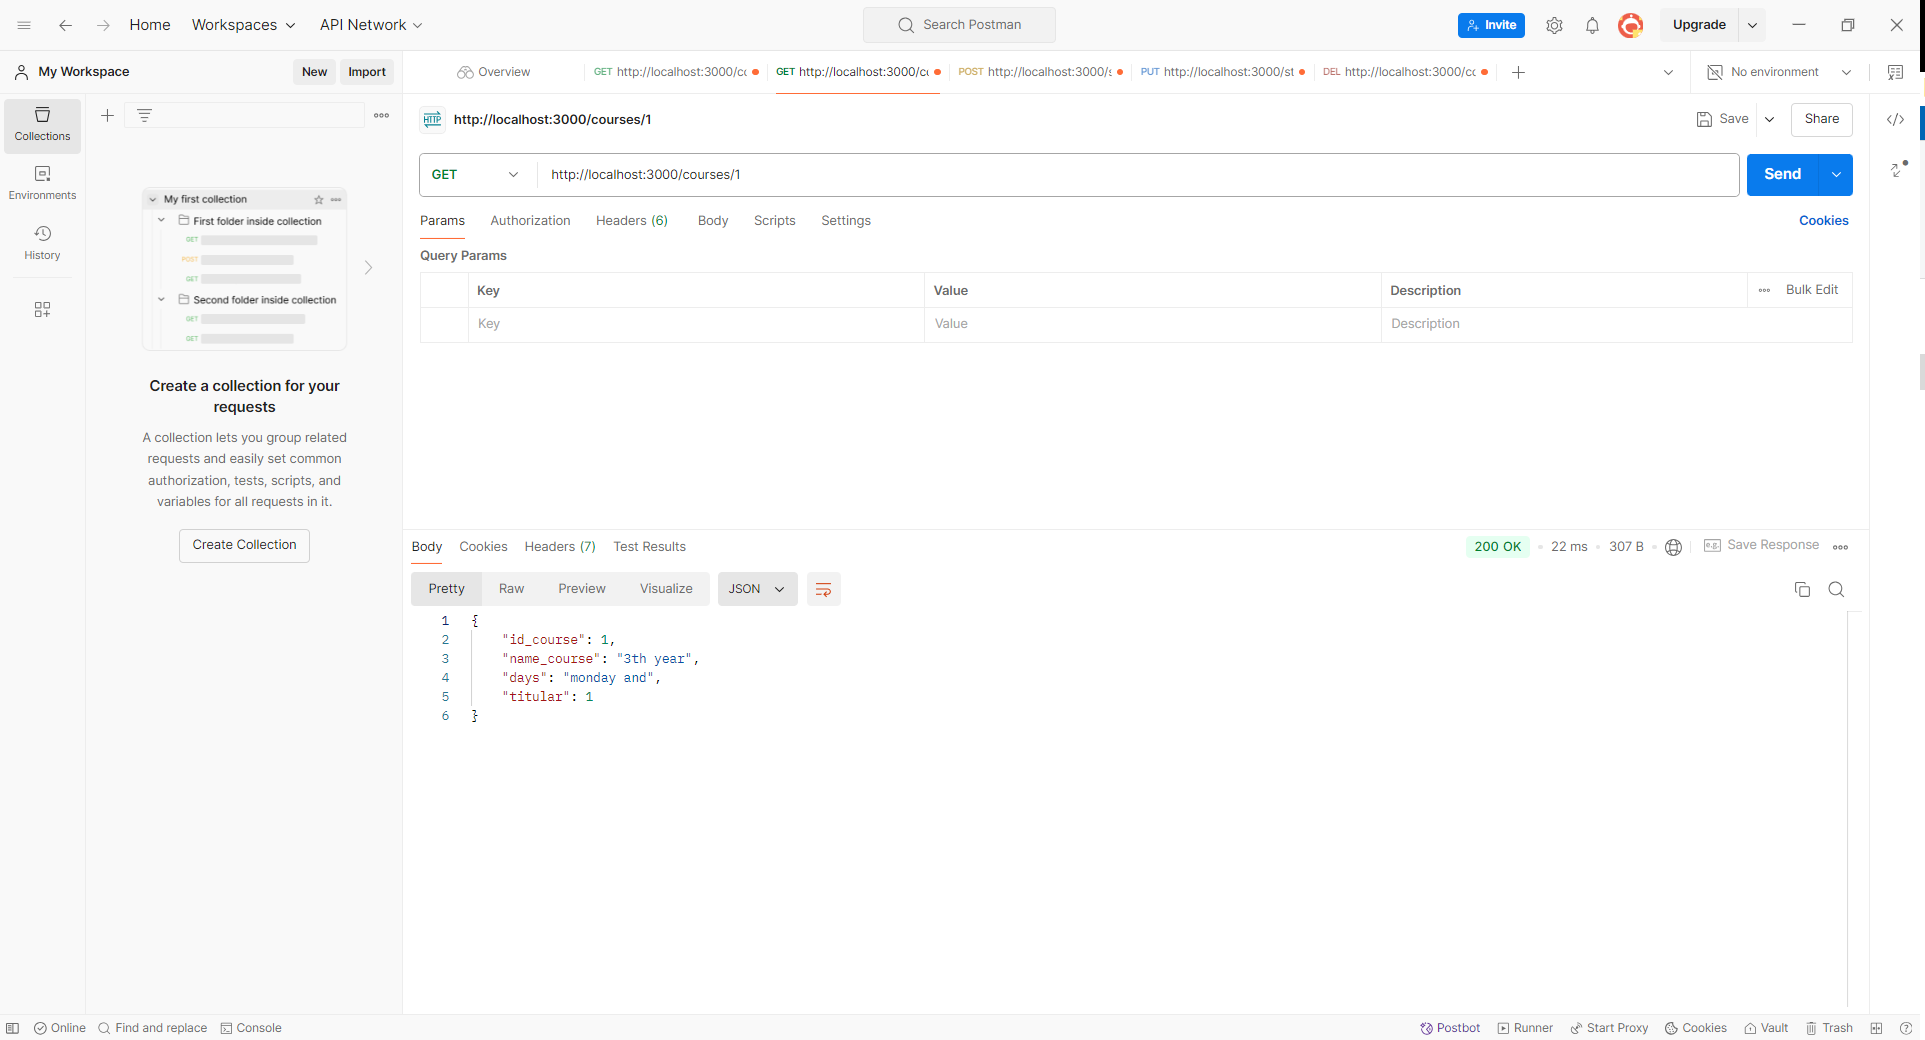 Home Workspaces API Network Search Postman Invite Upgrade
My Workspace New Import Overview GET http://localhost:3000/co GET http://localhost:3000/co POST http://localhost:3000/s PUT http://localhost:3000/st DEL http://localhost:3000/co No environment
Collections
Environments
History
My first collection
First folder inside collection
GET
POST
GET
Second folder inside collection
GET
GET
Create a collection for your
requests
A collection lets you group related
requests and easily set common
authorization, tests, scripts, and
variables for all requests in it.
Create Collection
HTTP http://localhost:3000/courses/1 Save Share
GET http://localhost:3000/courses/1 Send
Params Authorization Headers (6) Body Scripts Settings Cookies
Query Params
Key Value Description Bulk Edit
Key Value Description
Body Cookies Headers (7) Test Results 200 OK 22 ms 307 B e.g. Save Response
Pretty Raw Preview Visualize JSON
1 {
2 "id_course": 1,
3 "name_course": "3th year",
4 "days": "monday and",
5 "titular": 1
6 }
Online Find and replace Console Postbot Runner Start Proxy Cookies Vault Trash